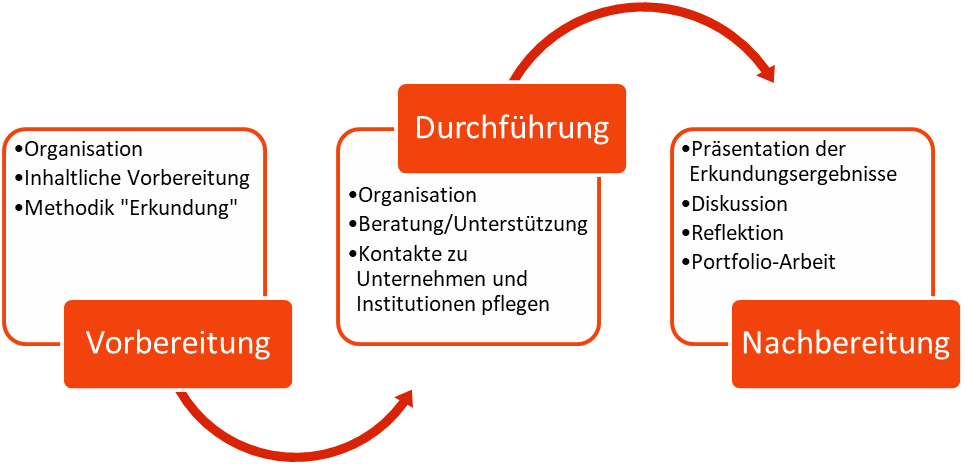 •Organisation
•Inhaltliche Vorbereitung
•Methodik "Erkundung"
Vorbereitung
Durchführung
•Organisation
•Beratung/Unterstützung
•Kontakte zu
Unternehmen und
Institutionen pflegen
•Präsentation der
Erkundungsergebnisse
•Diskussion
•Reflektion
•Portfolio-Arbeit
Nachbereitung